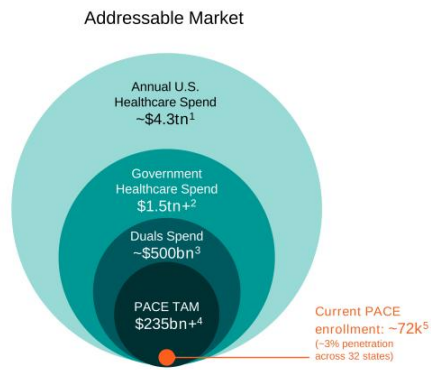 Addressable Market
Annual U.S.
Healthcare Spend
~$4.3tn¹
Government
Healthcare Spend
$1.5tn+²
Duals Spend
~$500bn³
PACE TAM
$235bn+⁴
Current PACE
enrollment: ~72k⁵
(~3% penetration
across 32 states)